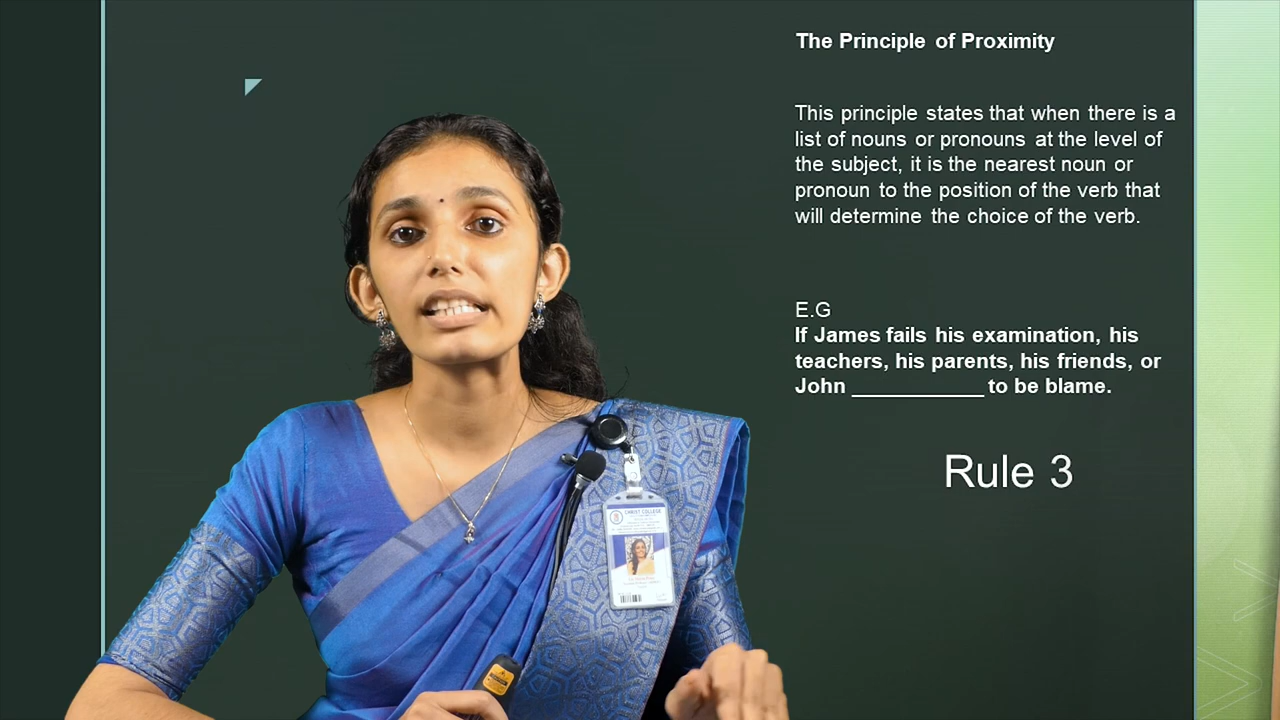 The Principle of Proximity
This principle states that when there is a
list of nouns or pronouns at the level of
the subject, it is the nearest noun or
pronoun to the position of the verb that
will determine the choice of the verb.
E.G
If James fails his examination, his
teachers, his parents, his friends, or
John ____________ to be blame.
Rule 3
CHRIST COLLEGE